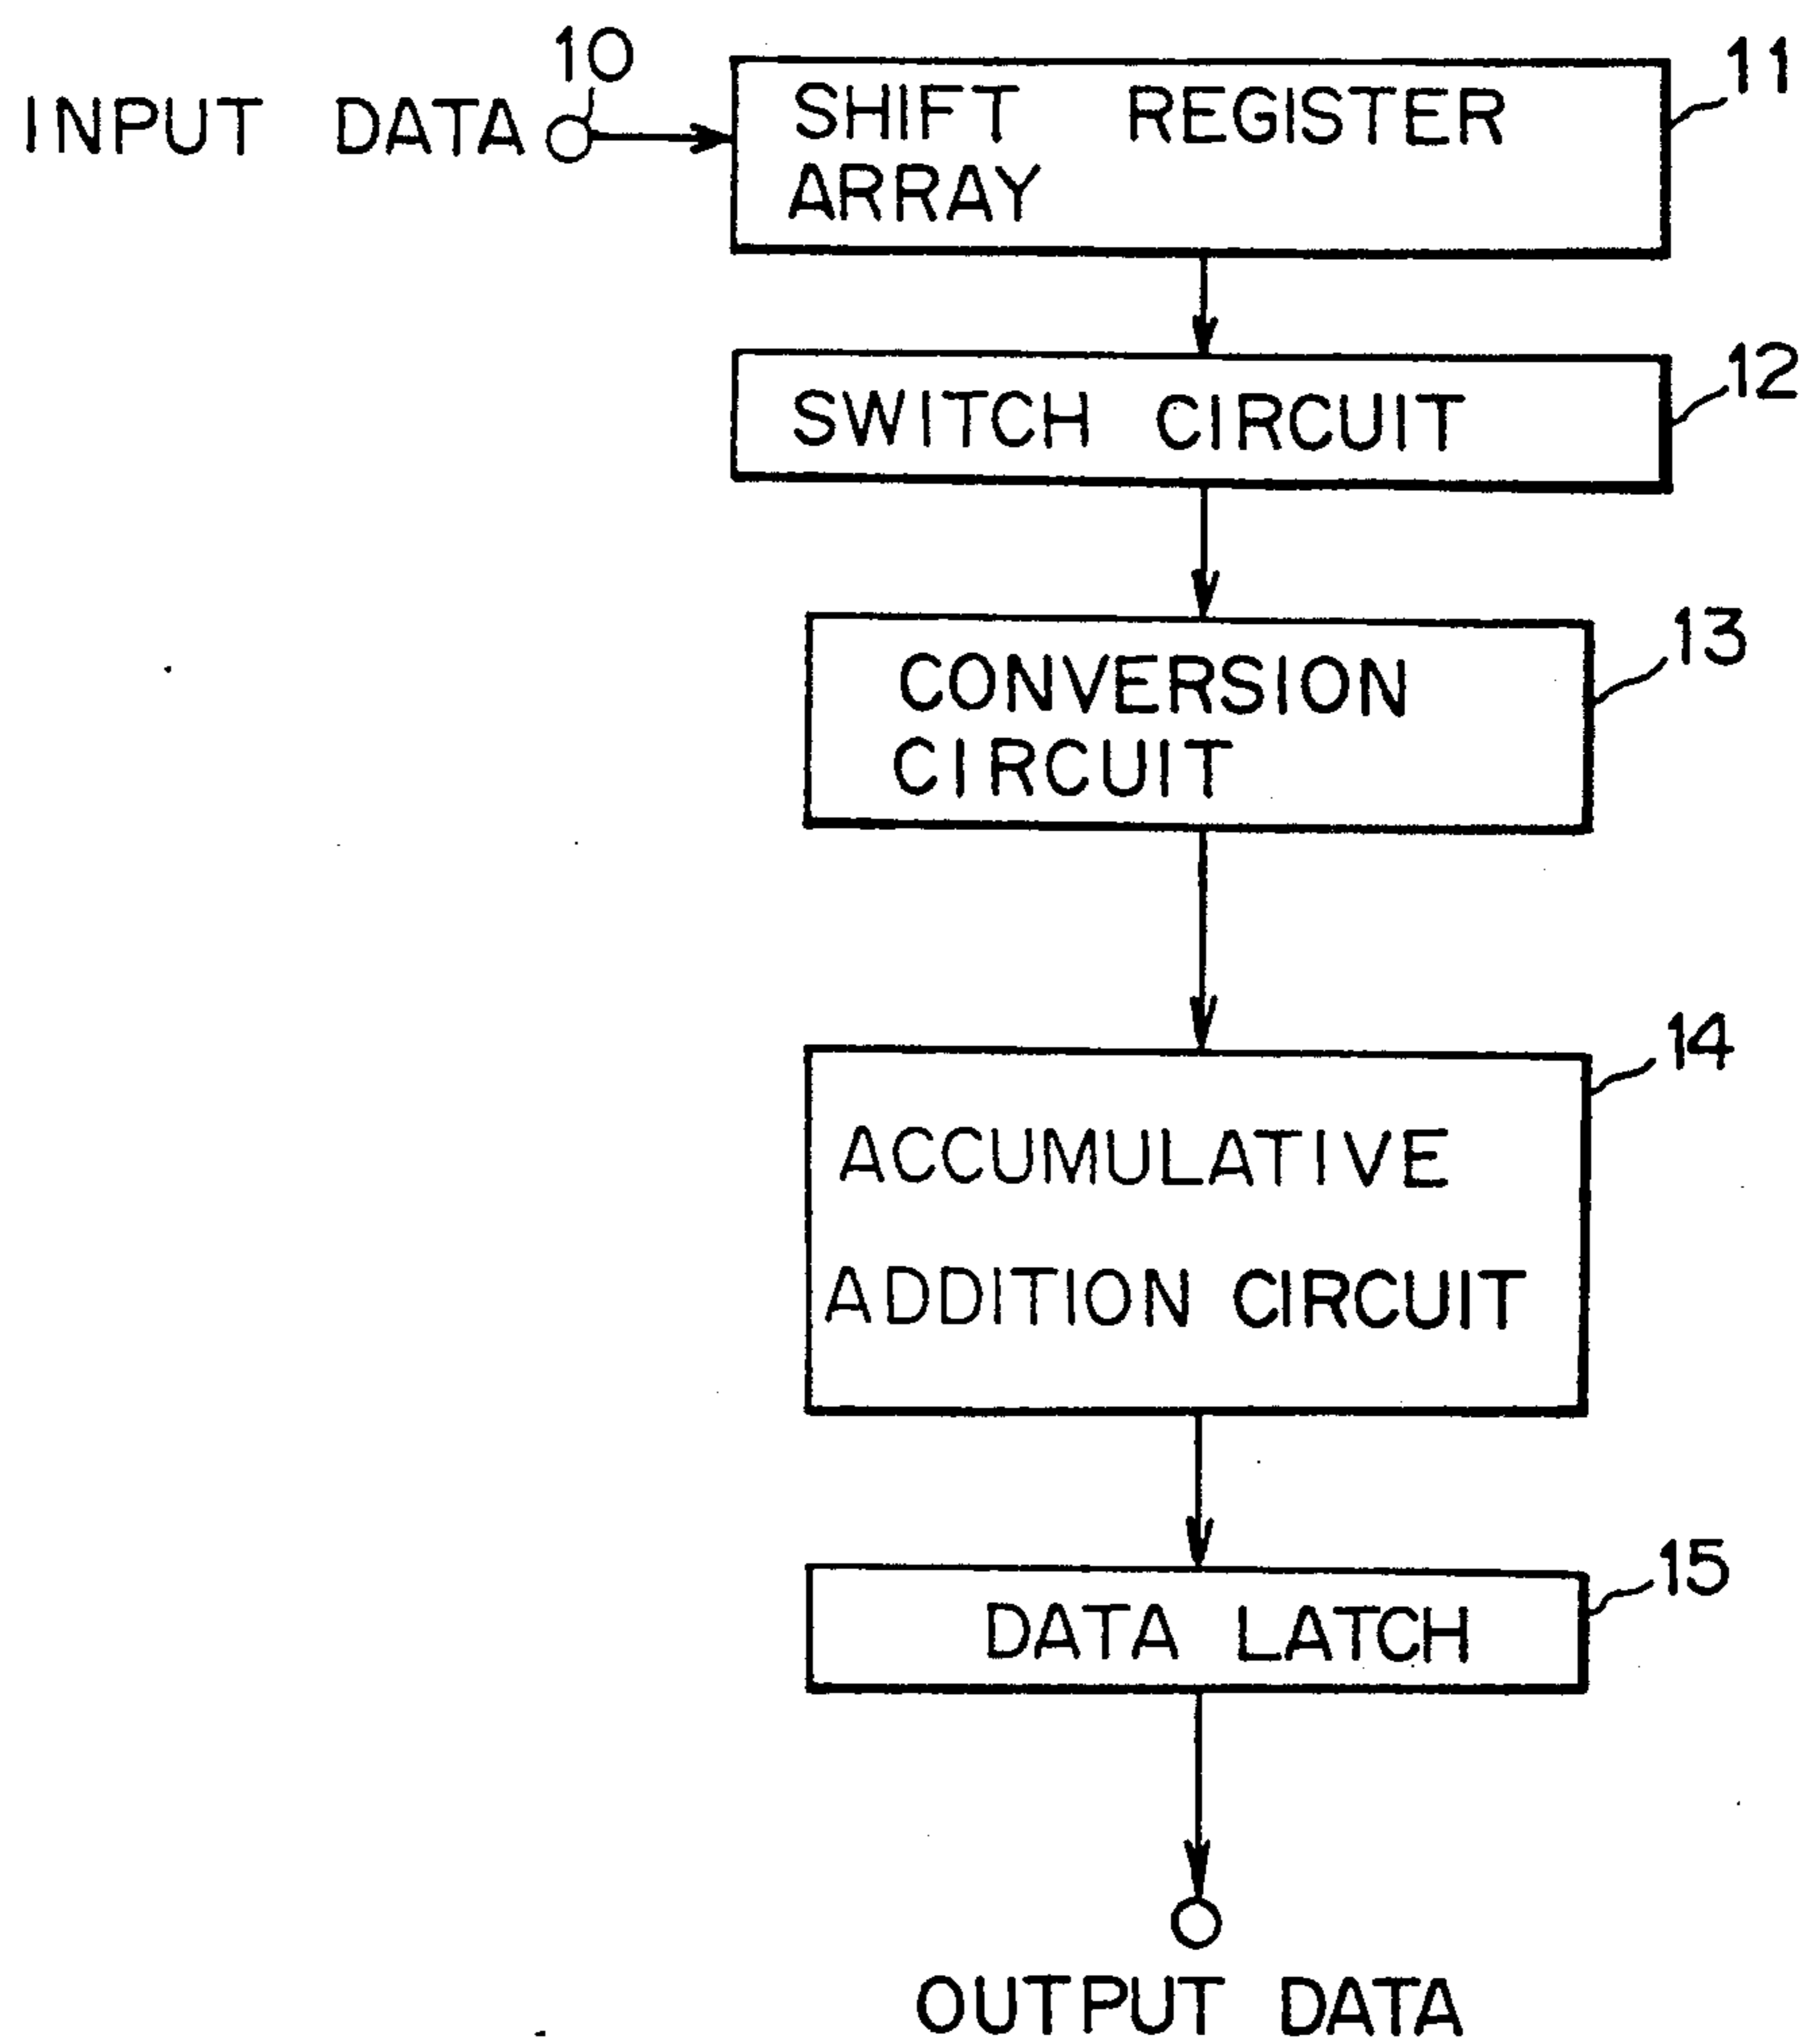 10
INPUT DATA
11
SHIFT REGISTER
ARRAY
12
SWITCH CIRCUIT
13
CONVERSION
CIRCUIT
14
ACCUMULATIVE
ADDITION CIRCUIT
15
DATA LATCH
OUTPUT DATA